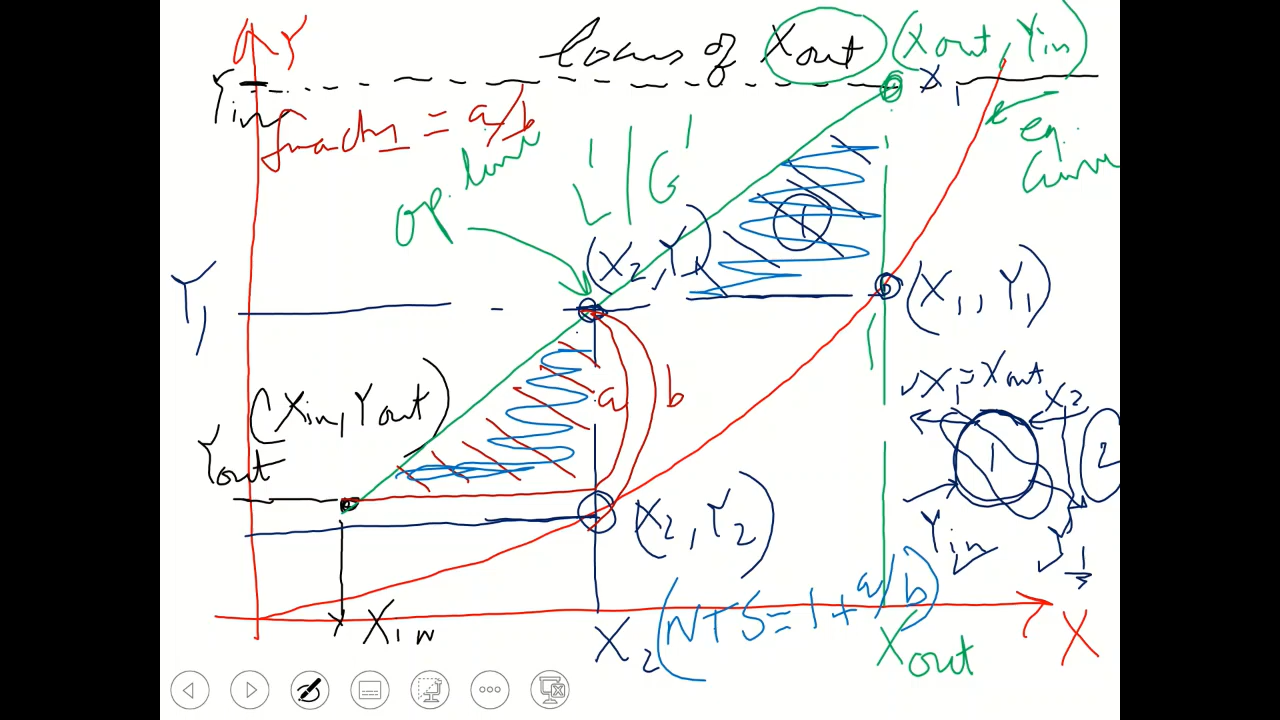 Y
locus of Xout
(Xout, Yin)
Yin
X1
fraction = a/b
eq. Curve
op. line
L'/G'
1
(X2, Y1)
Y1
(X1, Y1)
(Xin, Yout)
a
b
X1 = Xout
X2
Yout
1
2
(X2, Y2)
Yin
Xin
X2
(NTS = 1 + a/b)
Xout
X